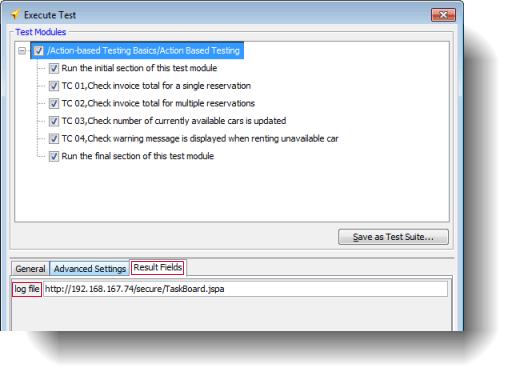 Execute Test
Test Modules
/Action-based Testing Basics/Action Based Testing
Run the initial section of this test module
TC 01,Check invoice total for a single reservation
TC 02,Check invoice total for multiple reservations
TC 03,Check number of currently available cars is updated
TC 04,Check warning message is displayed when renting unavailable car
Run the final section of this test module
Save as Test Suite...
General Advanced Settings Result Fields
log file http://192.168.167.74/secure/TaskBoard.jspa